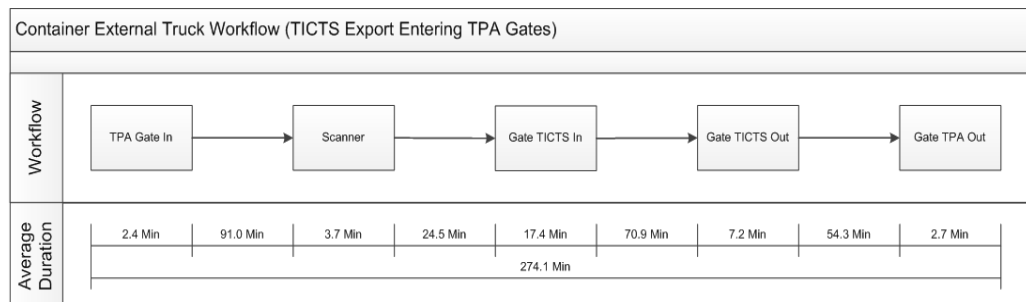 Container External Truck Workflow (TICTS Export Entering TPA Gates)
Workflow
TPA Gate In
Scanner
Gate TICTS In
Gate TICTS Out
Gate TPA Out
Average
Duration
2.4 Min
91.0 Min
3.7 Min
24.5 Min
17.4 Min
70.9 Min
7.2 Min
54.3 Min
2.7 Min
274.1 Min